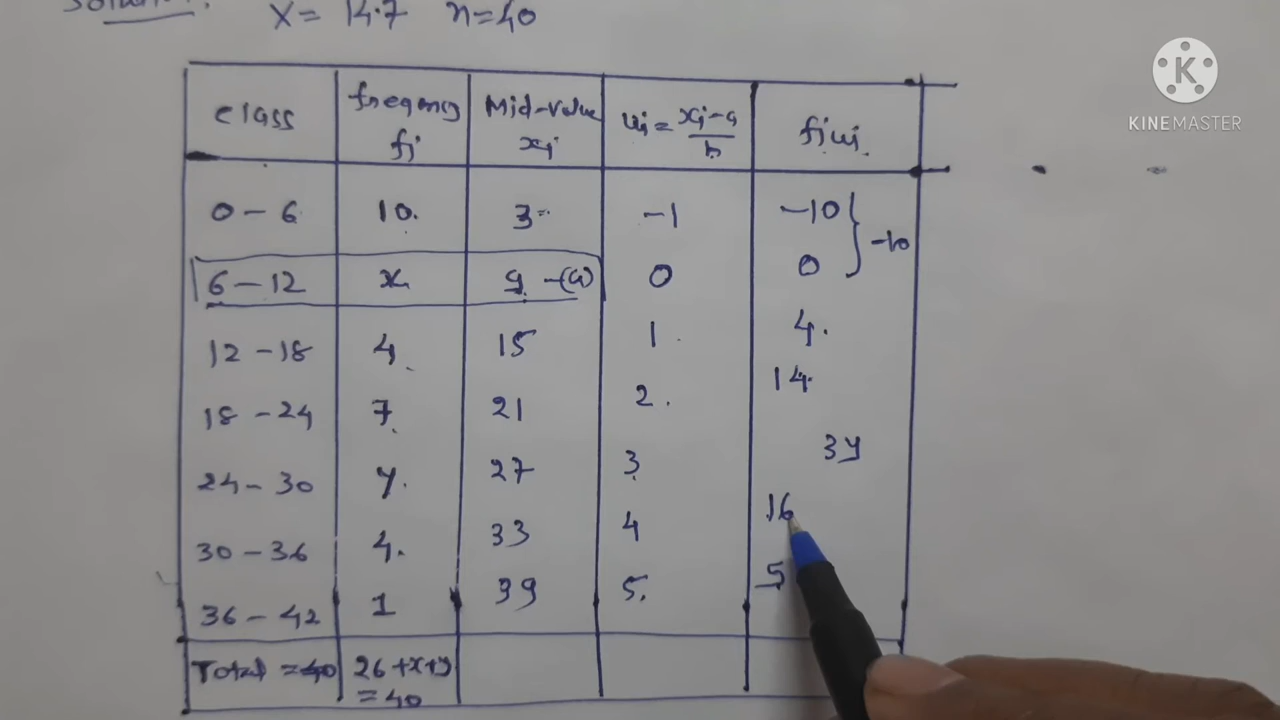 Solution:
X = 14.7 n=40
class freqency fi Mid-value xi ui = xi-a/h fiui
0-6 10. 3 -1 -10
-10
6-12 x 9 -(a) 0 0
12-18 4 15 1. 4.
18-24 7. 21 2. 14.
24-30 y. 27 3 3y
30-36 4. 33 4 16
36-42 1 39 5. 5
Total = 40 26+x+y
= 40
K
KINEMASTER